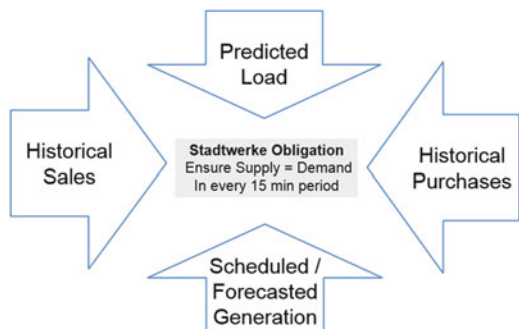 Predicted
Load
Historical
Sales
Stadtwerke Obligation
Ensure Supply = Demand
In every 15 min period
Historical
Purchases
Scheduled /
Forecasted
Generation